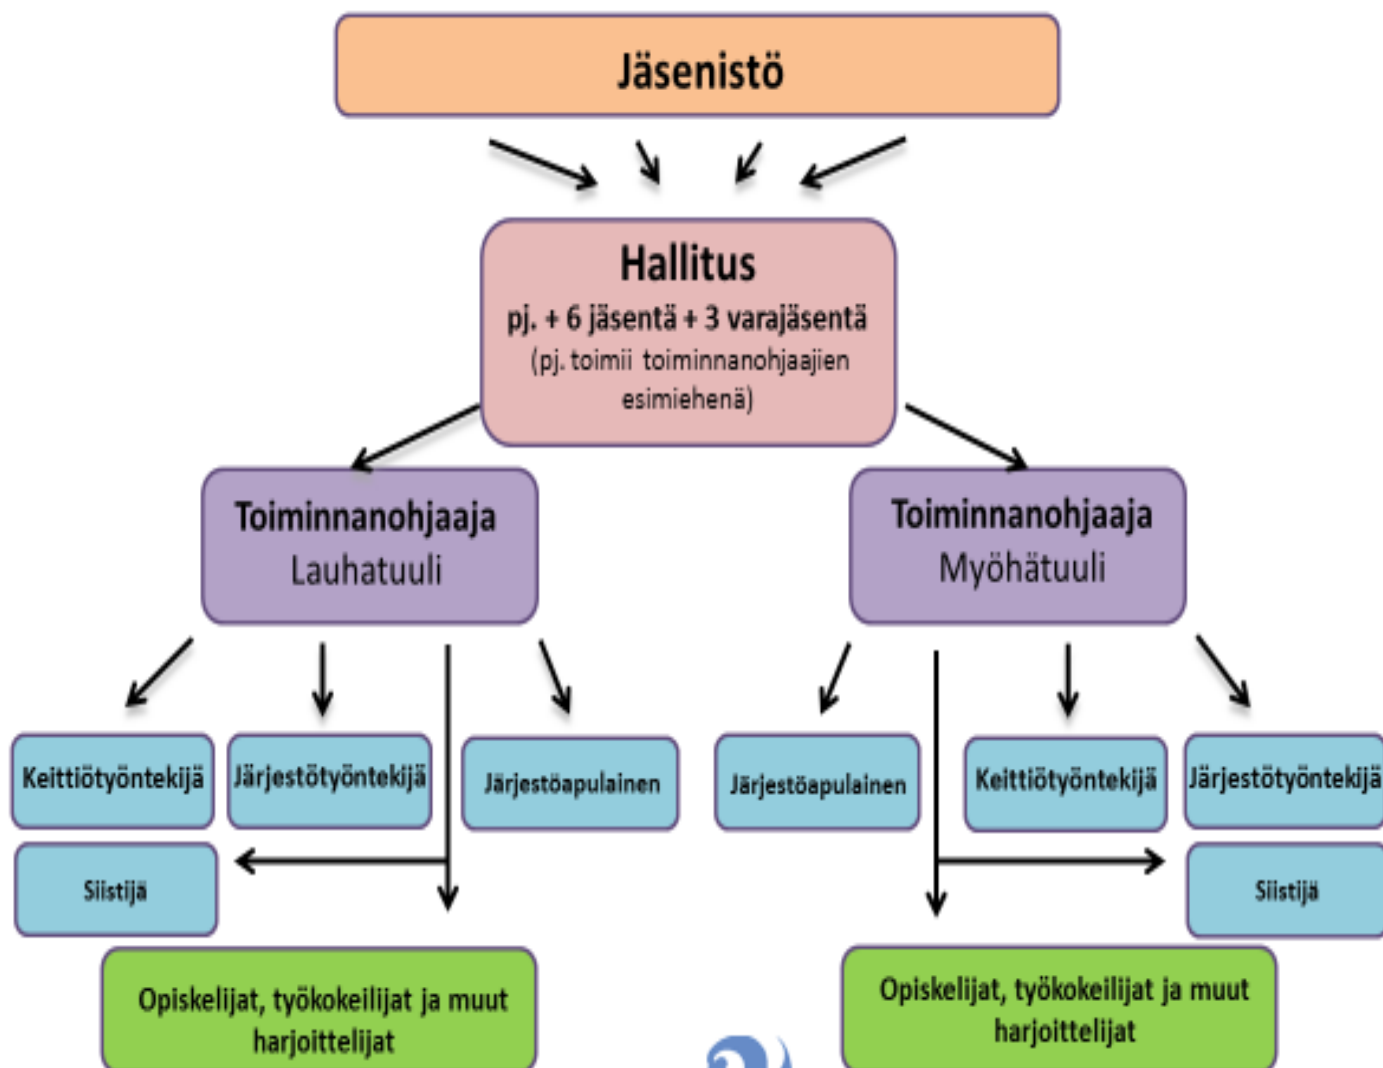 Jäsenistö
Hallitus
pj. + 6 jäsentä + 3 varajäsentä
(pj. toimii toiminnanohjaajien
esimiehenä)
Toiminnanohjaaja
Lauhatuuli
Toiminnanohjaaja
Myöhätuuli
Keittiötyöntekijä
Järjestötyöntekijä
Järjestöapulainen
Järjestöapulainen
Keittiötyöntekijä
Järjestötyöntekijä
Siistijä
Siistijä
Opiskelijat, työkokeilijat ja muut
harjoittelijat
Opiskelijat, työkokeilijat ja muut
harjoittelijat